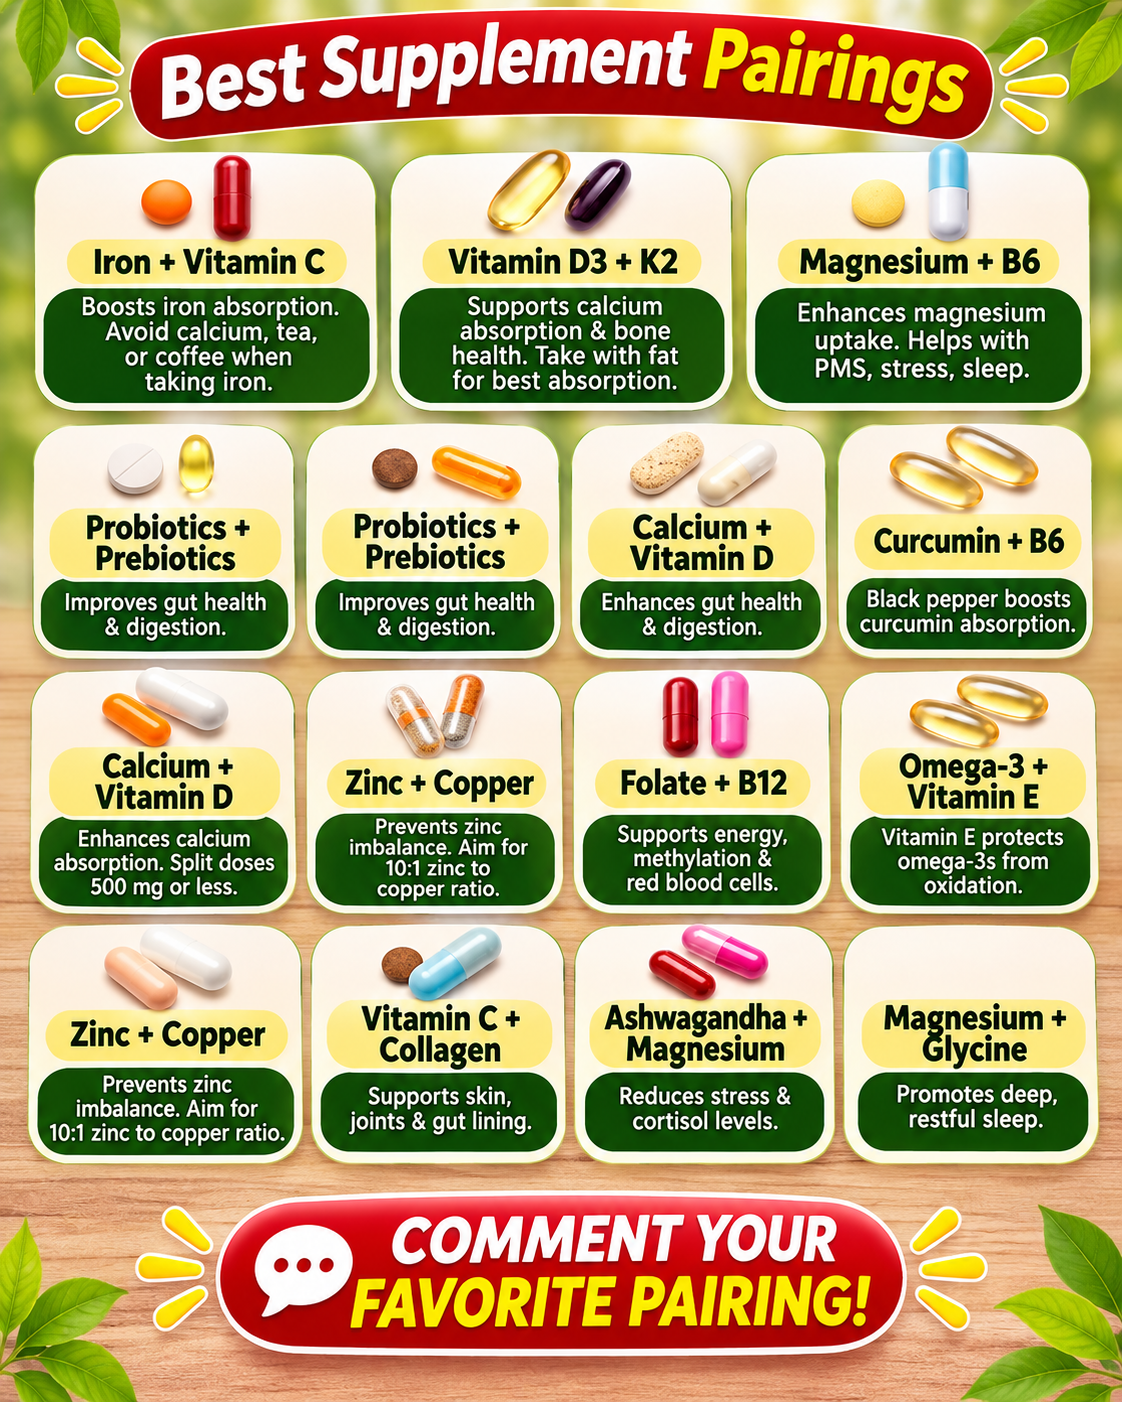 Best Supplement Pairings
Iron + Vitamin C
Boosts iron absorption.
Avoid calcium, tea,
or coffee when
taking iron.
Vitamin D3 + K2
Supports calcium
absorption & bone
health. Take with fat
for best absorption.
Magnesium + B6
Enhances magnesium
uptake. Helps with
PMS, stress, sleep.
Probiotics +
Prebiotics
Improves gut health
& digestion.
Probiotics +
Prebiotics
Improves gut health
& digestion.
Calcium +
Vitamin D
Enhances gut health
& digestion.
Curcumin + B6
Black pepper boosts
curcumin absorption.
Calcium +
Vitamin D
Enhances calcium
absorption. Split doses
500 mg or less.
Zinc + Copper
Prevents zinc
imbalance. Aim for
10:1 zinc to
copper ratio.
Folate + B12
Supports energy,
methylation &
red blood cells.
Omega-3 +
Vitamin E
Vitamin E protects
omega-3s from
oxidation.
Zinc + Copper
Prevents zinc
imbalance. Aim for
10:1 zinc to copper ratio.
Vitamin C +
Collagen
Supports skin,
joints & gut lining.
Ashwagandha +
Magnesium
Reduces stress &
cortisol levels.
Magnesium +
Glycine
Promotes deep,
restful sleep.
COMMENT YOUR
FAVORITE PAIRING!